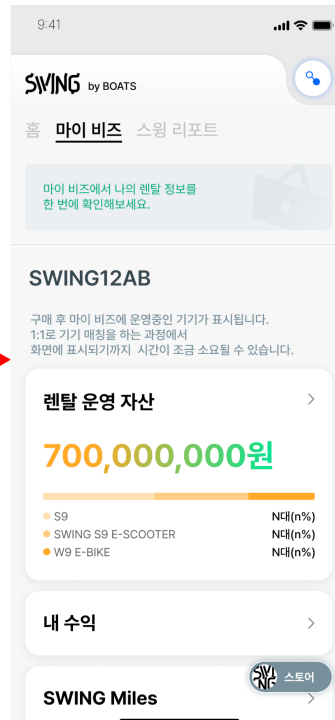 9:41
SWING by BOATS
홈 마이 비즈 스윙 리포트
마이 비즈에서 나의 렌탈 정보를
한 번에 확인해보세요.
SWING12AB
구매 후 마이 비즈에 운영중인 기기가 표시됩니다.
1:1로 기기 매칭을 하는 과정에서
화면에 표시되기까지 시간이 조금 소요될 수 있습니다.
렌탈 운영 자산
700,000,000원
S9 N대(n%)
SWING S9 E-SCOOTER N대(n%)
W9 E-BIKE N대(n%)
내 수익
SWING 스토어
SWING Miles